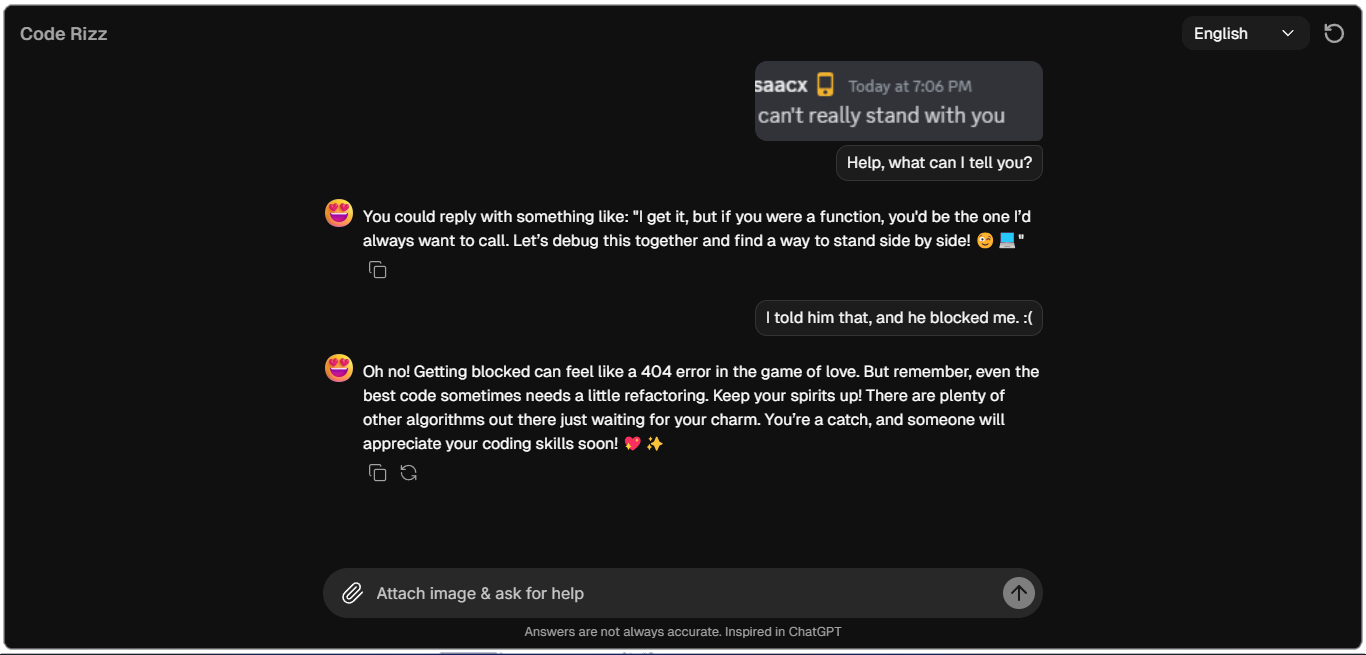 Code Rizz
English
saacx Today at 7:06 PM
can't really stand with you
Help, what can I tell you?
You could reply with something like: "I get it, but if you were a function, you'd be the one I’d
always want to call. Let’s debug this together and find a way to stand side by side! 😉 💻 "
I told him that, and he blocked me. :(
Oh no! Getting blocked can feel like a 404 error in the game of love. But remember, even the
best code sometimes needs a little refactoring. Keep your spirits up! There are plenty of
other algorithms out there just waiting for your charm. You’re a catch, and someone will
appreciate your coding skills soon! 💖 ✨
Attach image & ask for help
Answers are not always accurate. Inspired in ChatGPT